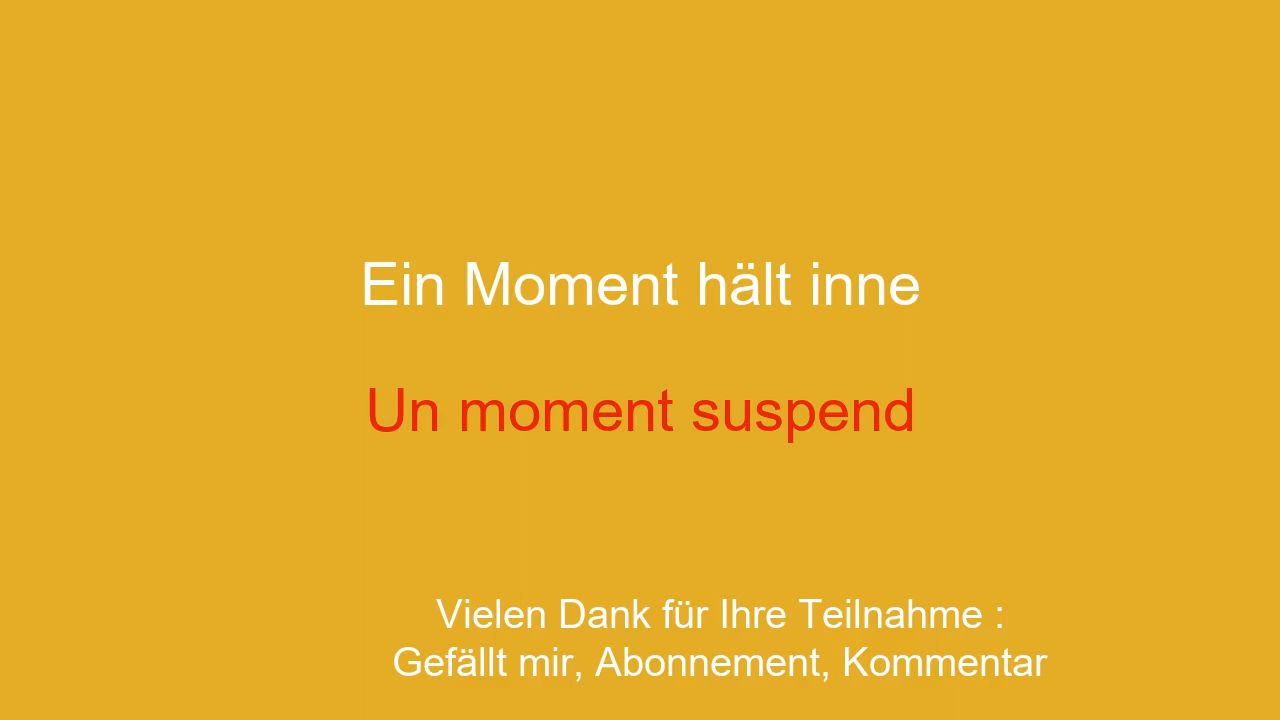 Ein Moment hält inne
Un moment suspend
Vielen Dank für Ihre Teilnahme :
Gefällt mir, Abonnement, Kommentar